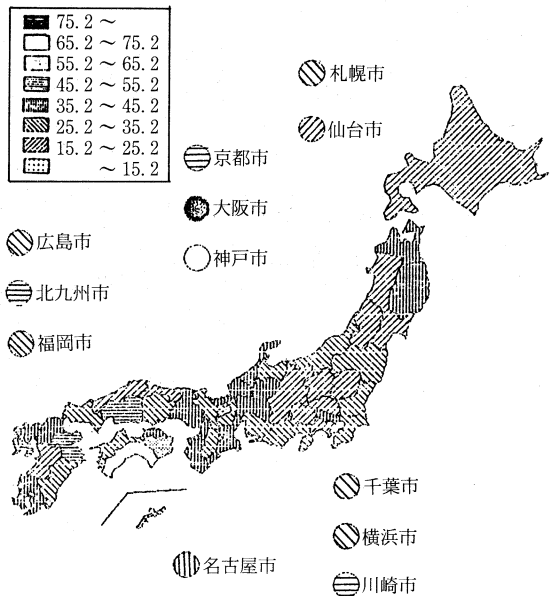 75.2～
65.2～75.2
55.2～65.2
45.2～55.2
35.2～45.2
25.2～35.2
15.2～25.2
～15.2
札幌市
仙台市
京都市
大阪市
神戸市
広島市
北九州市
福岡市
千葉市
横浜市
川崎市
名古屋市